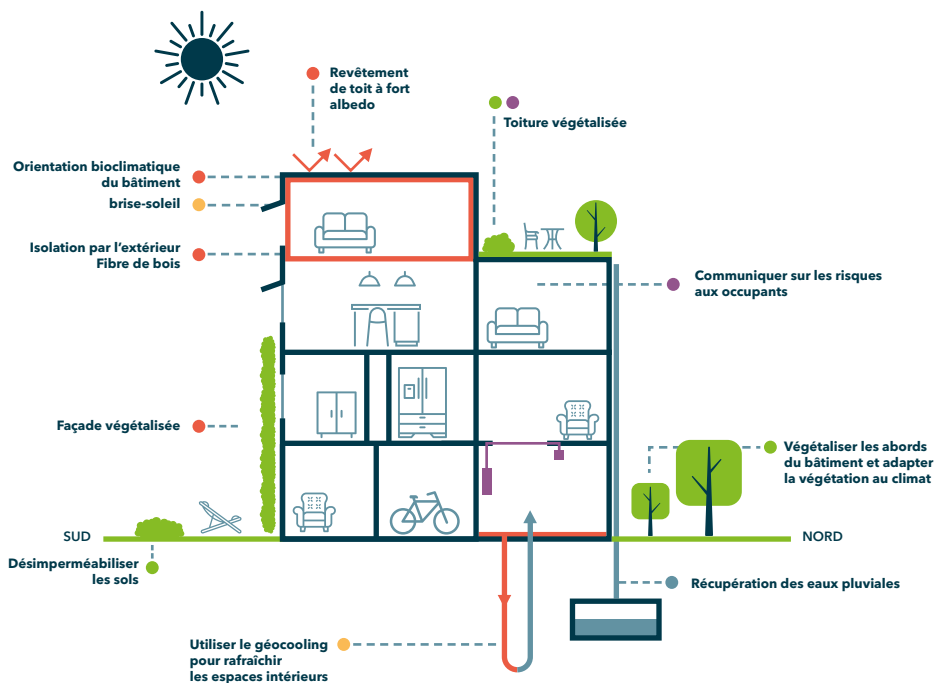 Revêtement
de toit à fort
albedo
Toiture végétalisée
Orientation bioclimatique
du bâtiment
brise-soleil
Isolation par l'extérieur
Fibre de bois
Communiquer sur les risques
aux occupants
Façade végétalisée
Végétaliser les abords
du bâtiment et adapter
la végétation au climat
SUD
NORD
Désimperméabiliser
les sols
Récupération des eaux pluviales
Utiliser le géocooling
pour rafraîchir
les espaces intérieurs